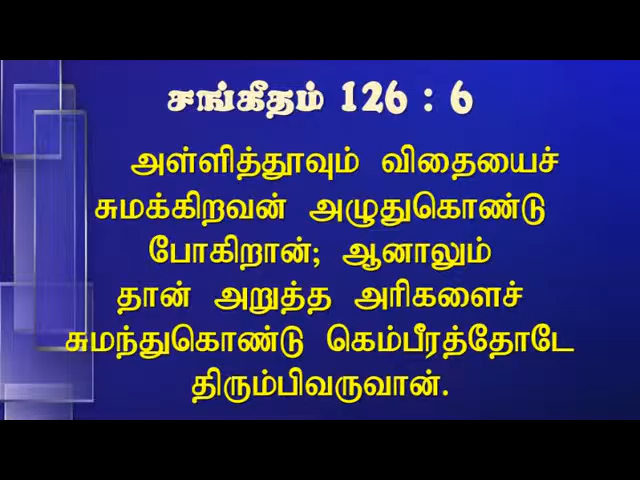 சங்கீதம் 126 : 6
அள்ளித்தூவும் விதையைச்
சுமக்கிறவன் அழுதுகொண்டு
போகிறான்; ஆனாலும்
தான் அறுத்த அரிகளைச்
சுமந்துகொண்டு கெம்பீரத்தோடே
திரும்பிவருவான்.